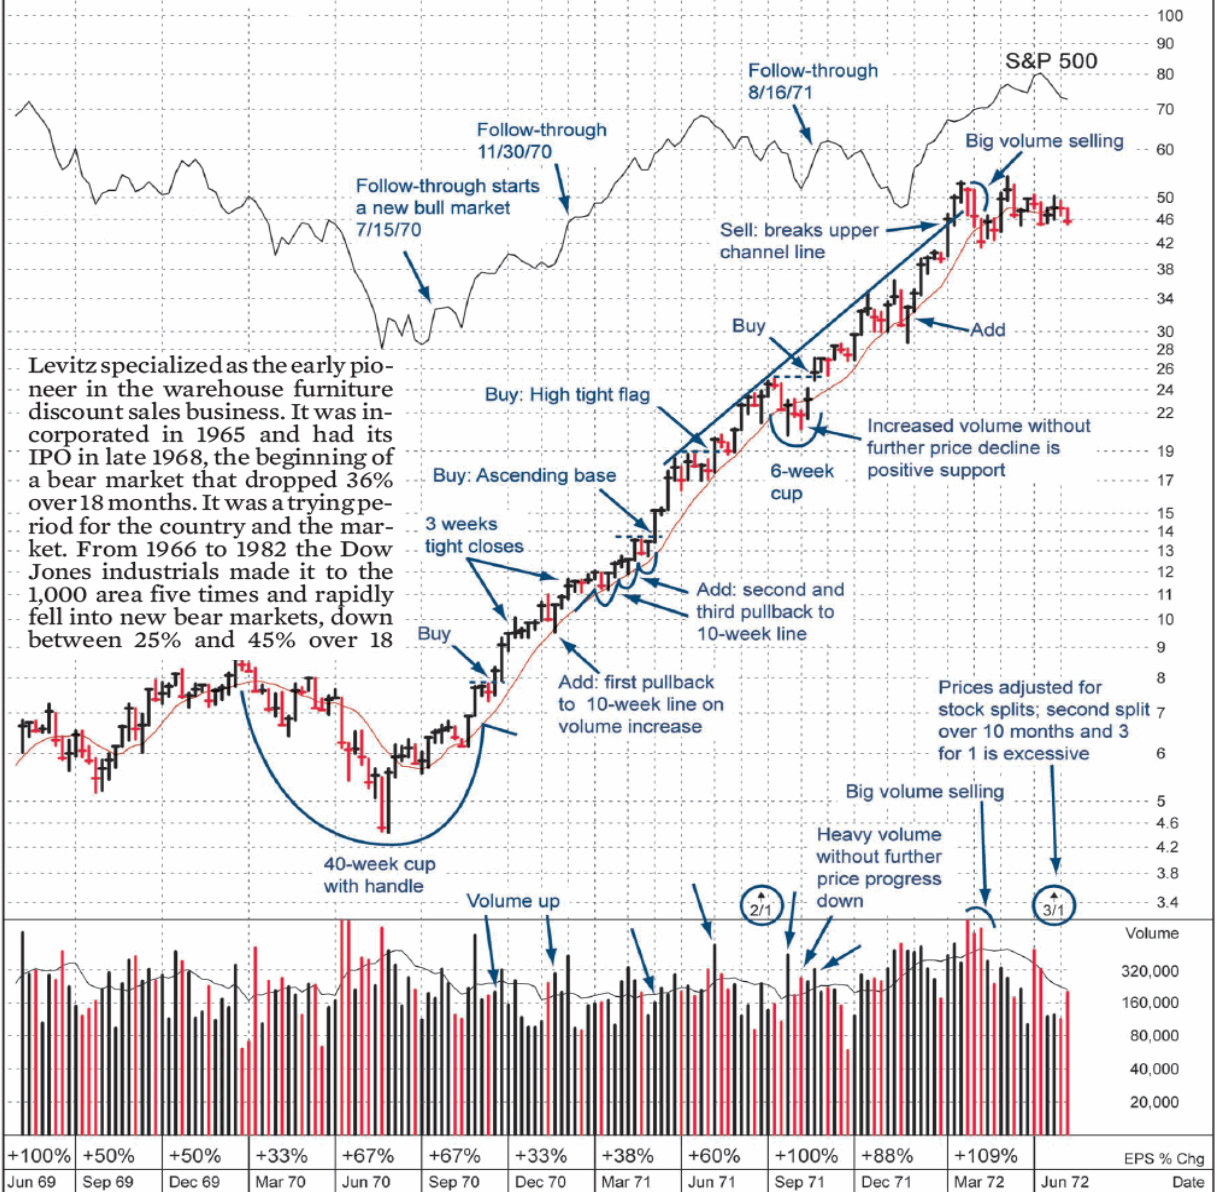 100
90
S&P 500
80
70
60
50
46
42
38
34
30
28
26
24
22
19
17
15
14
13
12
11
10
9
8
7
6
5
4.6
4.2
3.8
3.4
Follow-through
8/16/71
Follow-through
11/30/70
Follow-through starts
a new bull market
7/15/70
Big volume selling
Sell: breaks upper
channel line
Buy
Add
Levitz specialized as the early pio-
neer in the warehouse furniture
discount sales business. It was in-
corporated in 1965 and had its
IPO in late 1968, the beginning of
a bear market that dropped 36%
over 18 months. It was a trying pe-
riod for the country and the mar-
ket. From 1966 to 1982 the Dow
Jones industrials made it to the
1,000 area five times and rapidly
fell into new bear markets, down
between 25% and 45% over 18
Buy: High tight flag
Increased volume without
further price decline is
positive support
6-week
cup
Buy: Ascending base
3 weeks
tight closes
Add: second and
third pullback to
10-week line
Buy
Add: first pullback
to 10-week line on
volume increase
Prices adjusted for
stock splits; second split
over 10 months and 3
for 1 is excessive
Big volume selling
Heavy volume
without further
price progress
down
40-week cup
with handle
Volume up
2/1
3/1
Volume
320,000
160,000
80,000
40,000
20,000
+100% +50% +50% +33% +67% +67% +33% +38% +60% +100% +88% +109% EPS % Chg
Jun 69 Sep 69 Dec 69 Mar 70 Jun 70 Sep 70 Dec 70 Mar 71 Jun 71 Sep 71 Dec 71 Mar 72 Jun 72 Date